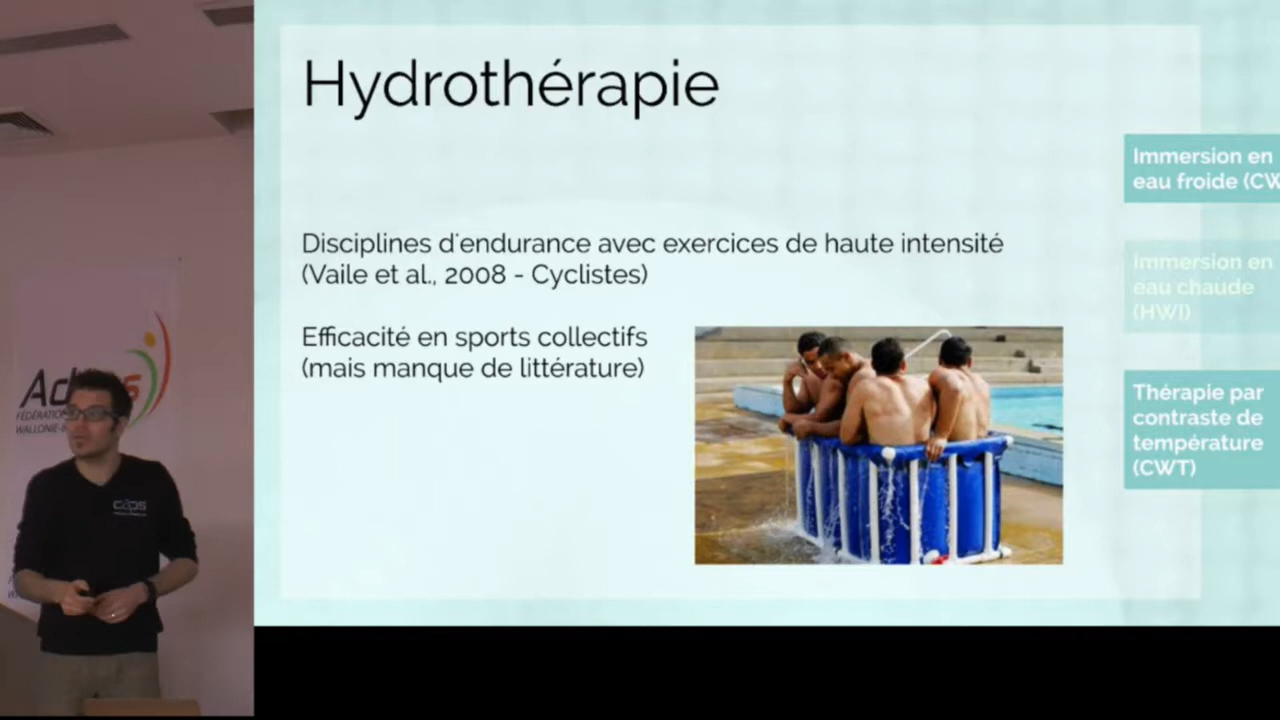 Hydrothérapie
Disciplines d'endurance avec exercices de haute intensité
(Vaile et al., 2008 - Cyclistes)
Efficacité en sports collectifs
(mais manque de littérature)
Immersion en
eau froide (CW
Immersion en
eau chaude
(HWI)
Thérapie par
contraste de
température
(CWT)